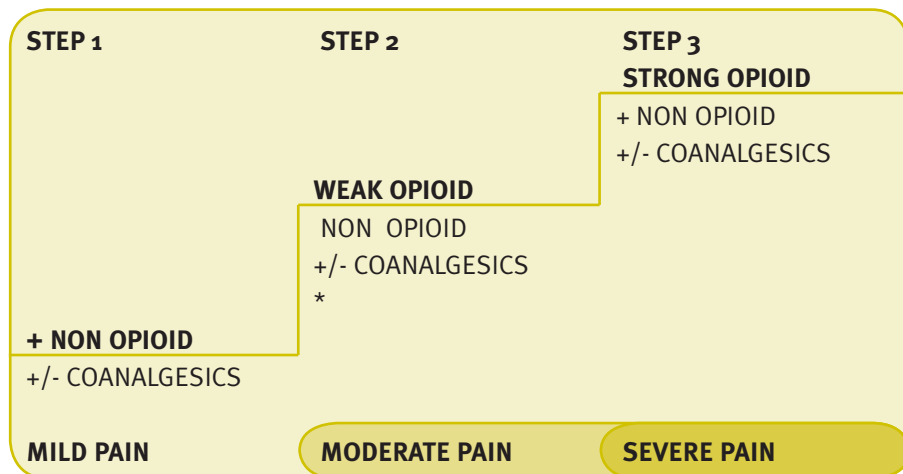 STEP 1
+ NON OPIOID
+/- COANALGESICS
MILD PAIN
STEP 2
WEAK OPIOID
NON OPIOID
+/- COANALGESICS
*
MODERATE PAIN
STEP 3
STRONG OPIOID
+ NON OPIOID
+/- COANALGESICS
SEVERE PAIN